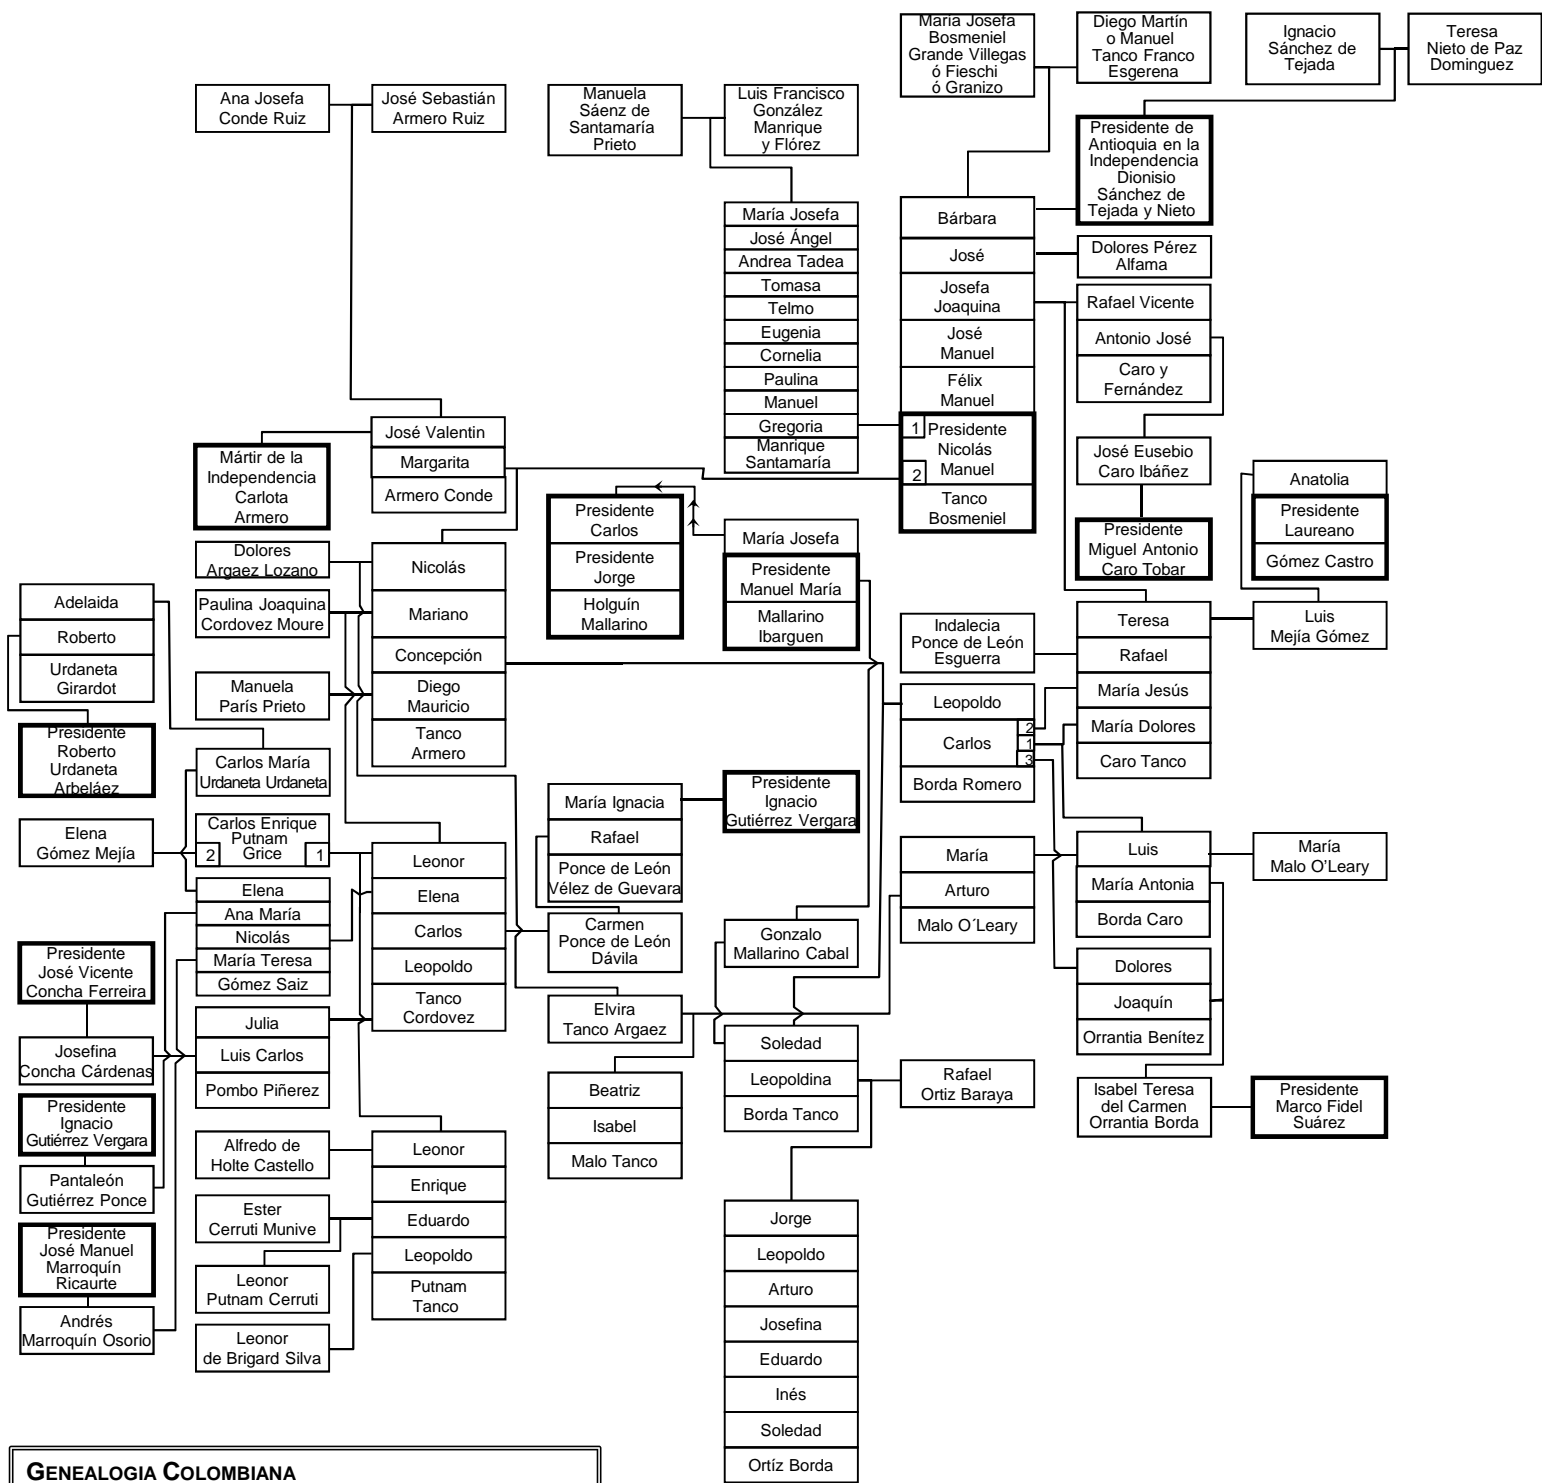 María Josefa
Bosmeniel
Grande Villegas
ó Fieschi
ó Granizo
Diego Martín
o Manuel
Tanco Franco
Esgerena
Ignacio
Sánchez de
Tejada
Teresa
Nieto de Paz
Dominguez
Ana Josefa
Conde Ruiz
José Sebastián
Armero Ruiz
Manuela
Sáenz de
Santamaría
Prieto
Luis Francisco
González
Manrique
y Flórez
Presidente de
Antioquia en la
Independencia
Dionisio
Sánchez de
Tejada y Nieto
María Josefa
José Ángel
Andrea Tadea
Tomasa
Telmo
Eugenia
Cornelia
Paulina
Manuel
Gregoria
Manrique
Santamaría
Bárbara
José
Josefa
Joaquina
José
Manuel
Félix
Manuel
1
Presidente
Nicolás
Manuel
2
Tanco
Bosmeniel
Dolores Pérez
Alfama
Rafael Vicente
Antonio José
Caro y
Fernández
José Eusebio
Caro Ibáñez
Presidente
Miguel Antonio
Caro Tobar
Anatolia
Presidente
Laureano
Gómez Castro
José Valentin
Margarita
Armero Conde
Mártir de la
Independencia
Carlota
Armero
Presidente
Carlos
Presidente
Jorge
Holguín
Mallarino
María Josefa
Presidente
Manuel María
Mallarino
Ibarguen
Dolores
Argaez Lozano
Paulina Joaquina
Cordovez Moure
Manuela
París Prieto
Nicolás
Mariano
Concepción
Diego
Mauricio
Tanco
Armero
Adelaida
Roberto
Urdaneta
Girardot
Presidente
Roberto
Urdaneta
Arbeláez
Carlos María
Urdaneta Urdaneta
Indalecia
Ponce de León
Esguerra
Teresa
Rafael
María Jesús
María Dolores
Caro Tanco
Luis
Mejía Gómez
Leopoldo
Carlos
2
1
3
Borda Romero
María Ignacia
Rafael
Ponce de León
Vélez de Guevara
Presidente
Ignacio
Gutiérrez Vergara
Elena
Gómez Mejía
Carlos Enrique
Putnam
Grice
2
1
Leonor
Elena
Carlos
Leopoldo
Tanco
Cordovez
María
Arturo
Malo O´Leary
Luis
María Antonia
Borda Caro
María
Malo O’Leary
Elena
Ana María
Nicolás
María Teresa
Gómez Saiz
Carmen
Ponce de León
Dávila
Gonzalo
Mallarino Cabal
Dolores
Joaquín
Orrantia Benítez
Presidente
José Vicente
Concha Ferreira
Josefina
Concha Cárdenas
Julia
Luis Carlos
Pombo Piñerez
Elvira
Tanco Argaez
Soledad
Leopoldina
Borda Tanco
Rafael
Ortiz Baraya
Isabel Teresa
del Carmen
Orrantia Borda
Presidente
Marco Fidel
Suárez
Beatriz
Isabel
Malo Tanco
Presidente
Ignacio
Gutiérrez Vergara
Pantaleón
Gutiérrez Ponce
Alfredo de
Holte Castello
Leonor
Enrique
Eduardo
Leopoldo
Putnam
Tanco
Ester
Cerruti Munive
Leonor
Putnam Cerruti
Leonor
de Brigard Silva
Presidente
José Manuel
Marroquín
Ricaurte
Andrés
Marroquín Osorio
Jorge
Leopoldo
Arturo
Josefina
Eduardo
Inés
Soledad
Ortíz Borda
GENEALOGIA COLOMBIANA